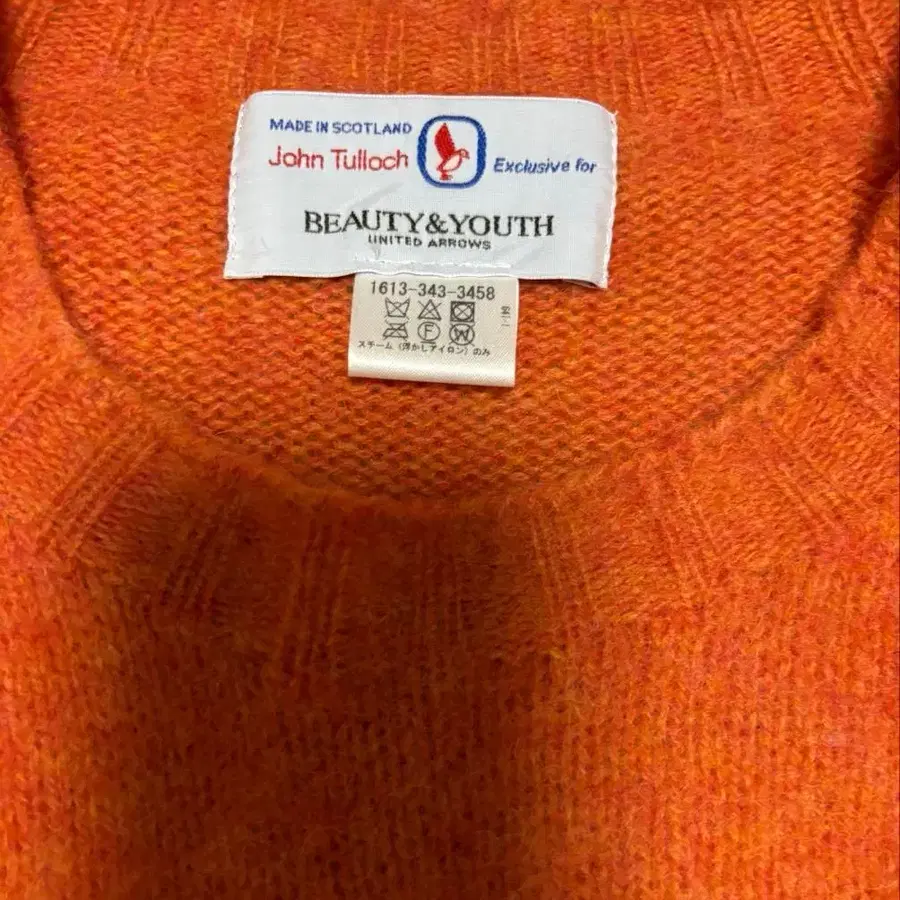 MADE IN SCOTLAND
John Tulloch
Exclusive for
BEAUTY&YOUTH
UNITED ARROWS
1613-343-3458
F
W
スチーム (浮かしアイロン) のみ